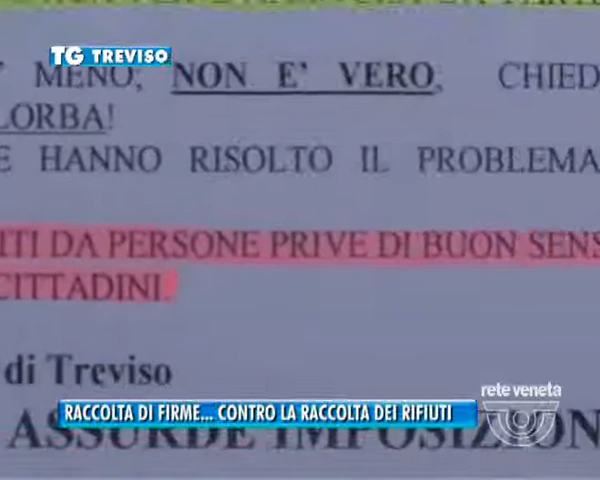 TG TREVISO
MENO; NON E' VERO, CHIED
LORBA!
E HANNO RISOLTO IL PROBLEMA
ITI DA PERSONE PRIVE DI BUON SENS
CITTADINI.
di Treviso
rete veneta
RACCOLTA DI FIRME... CONTRO LA RACCOLTA DEI RIFIUTI
ASSURDE IMPOSIZION